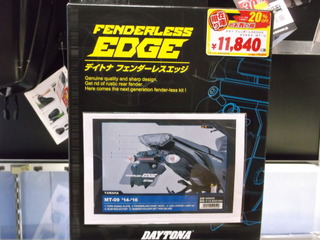 FENDERLESS
EDGE
デイトナ フェンダーレスエッジ
Genuine quality and sharp design.
Get rid of rustic rear fender.
Here comes the next generation fender-less kit !
20%
¥11,840
YAMAHA
MT-09 '14-'16
DAYTONA